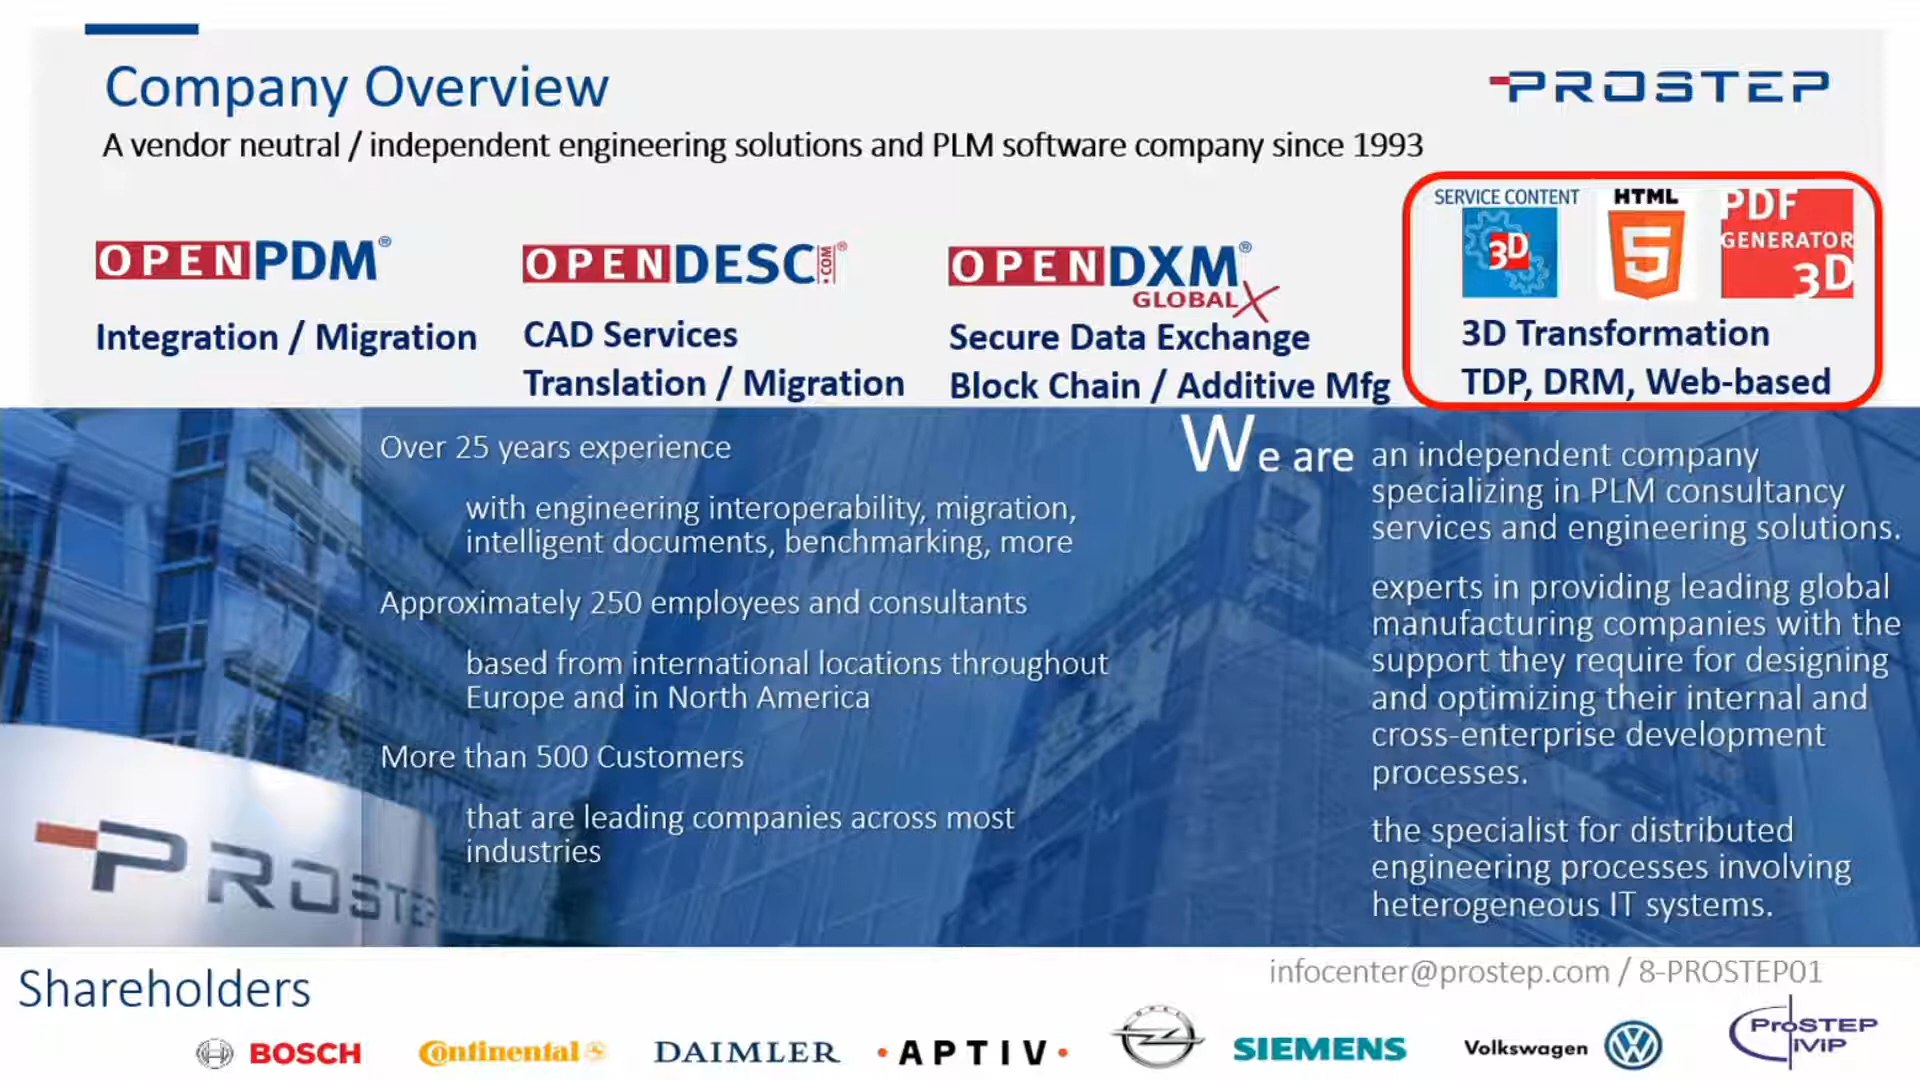 Company Overview
PROSTEP
A vendor neutral / independent engineering solutions and PLM software company since 1993
OPENPDM®
Integration / Migration
OPENDESC.COM®
CAD Services
Translation / Migration
OPENDXM®
GLOBALX
Secure Data Exchange
Block Chain / Additive Mfg
SERVICE CONTENT
3D
HTML
5
PDF
GENERATOR
3D
3D Transformation
TDP, DRM, Web-based
Over 25 years experience
with engineering interoperability, migration,
intelligent documents, benchmarking, more
Approximately 250 employees and consultants
based from international locations throughout
Europe and in North America
More than 500 Customers
that are leading companies across most
industries
We are
an independent company
specializing in PLM consultancy
services and engineering solutions.
experts in providing leading global
manufacturing companies with the
support they require for designing
and optimizing their internal and
cross-enterprise development
processes.
the specialist for distributed
engineering processes involving
heterogeneous IT systems.
PROSTEP
infocenter@prostep.com / 8-PROSTEP01
Shareholders
BOSCH
Continental
DAIMLER
• A P T I V •
OPEL
SIEMENS
Volkswagen
ProSTEP
iViP